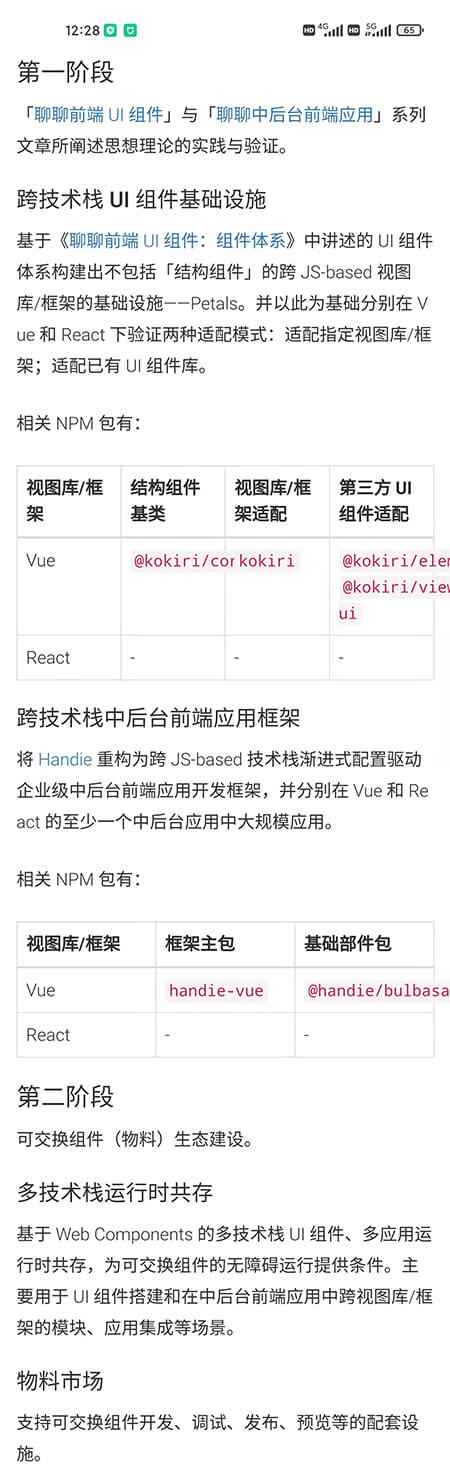 12:28
HD 4G HD 5G 65
第一阶段
「聊聊前端 UI 组件」与「聊聊中后台前端应用」系列
文章所阐述思想理论的实践与验证。
跨技术栈 UI 组件基础设施
基于《聊聊前端 UI 组件：组件体系》中讲述的 UI 组件
体系构建出不包括「结构组件」的跨 JS-based 视图
库/框架的基础设施——Petals。并以此为基础分别在 V
ue 和 React 下验证两种适配模式：适配指定视图库/框
架；适配已有 UI 组件库。
相关 NPM 包有：
视图库/框 结构组件 视图库/框 第三方 UI
架 基类 架适配 组件适配
Vue @kokiri/cor kokiri @kokiri/elem
@kokiri/view
ui
React - - -
跨技术栈中后台前端应用框架
将 Handie 重构为跨 JS-based 技术栈渐进式配置驱动
企业级中后台前端应用开发框架，并分别在 Vue 和 Re
act 的至少一个中后台应用中大规模应用。
相关 NPM 包有：
视图库/框架 框架主包 基础部件包
Vue handie-vue @handie/bulbasa
React - -
第二阶段
可交换组件（物料）生态建设。
多技术栈运行时共存
基于 Web Components 的多技术栈 UI 组件、多应用运
行时共存，为可交换组件的无障碍运行提供条件。主
要用于 UI 组件搭建和在中后台前端应用中跨视图库/框
架的模块、应用集成等场景。
物料市场
支持可交换组件开发、调试、发布、预览等的配套设
施。